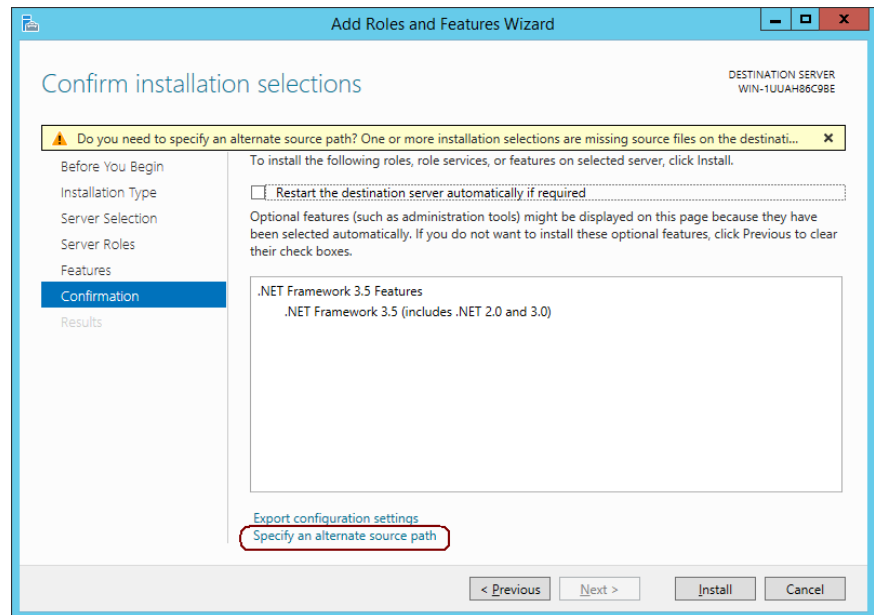 Add Roles and Features Wizard
Confirm installation selections
DESTINATION SERVER
WIN-1UUAH86C9BE
Do you need to specify an alternate source path? One or more installation selections are missing source files on the destinati...
Before You Begin
Installation Type
Server Selection
Server Roles
Features
Confirmation
Results
To install the following roles, role services, or features on selected server, click Install.
Restart the destination server automatically if required
Optional features (such as administration tools) might be displayed on this page because they have
been selected automatically. If you do not want to install these optional features, click Previous to clear
their check boxes.
.NET Framework 3.5 Features
.NET Framework 3.5 (includes .NET 2.0 and 3.0)
Export configuration settings
Specify an alternate source path
< Previous
Next >
Install
Cancel